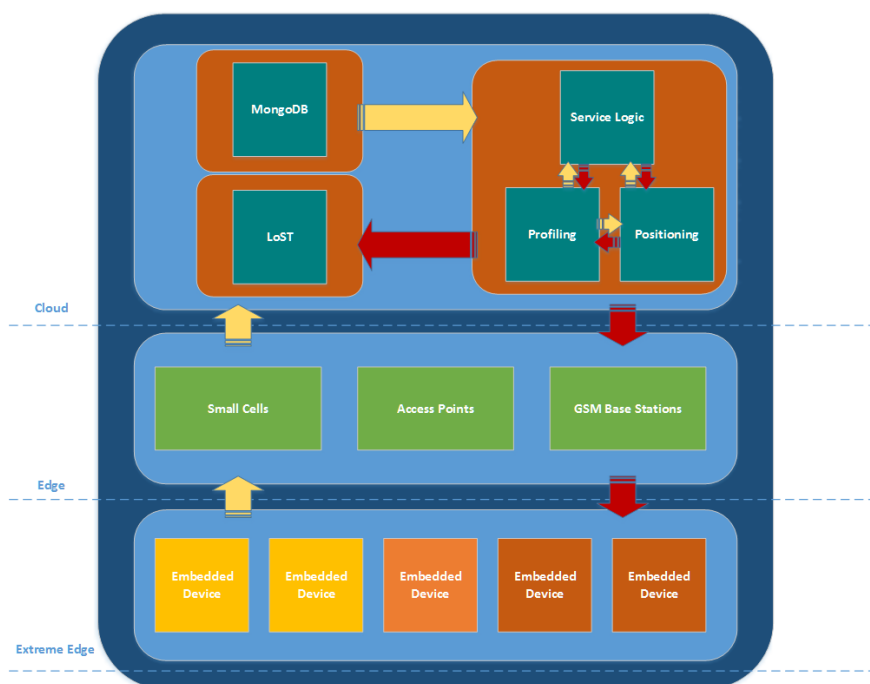 MongoDB
Service Logic
LoST
Profiling
Positioning
Cloud
Small Cells
Access Points
GSM Base Stations
Edge
Embedded
Device
Embedded
Device
Embedded
Device
Embedded
Device
Embedded
Device
Extreme Edge